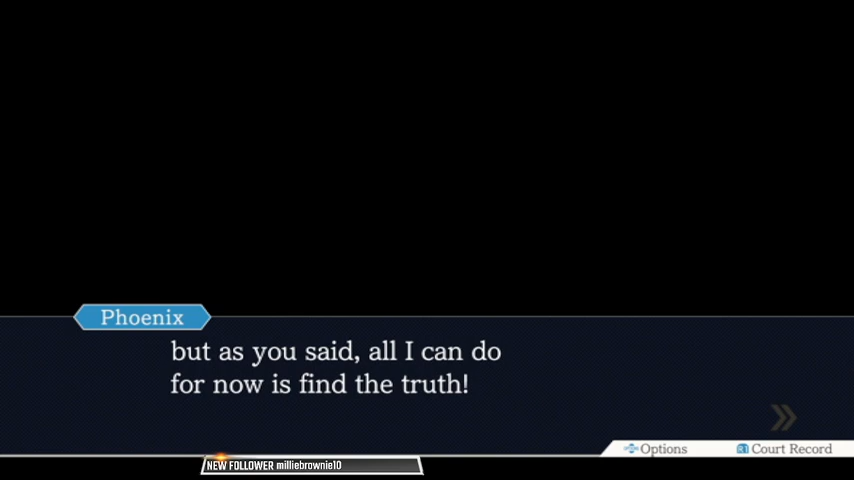 Phoenix
but as you said, all I can do
for now is find the truth!
Options
R1 Court Record
NEW FOLLOWER milliebrownie10